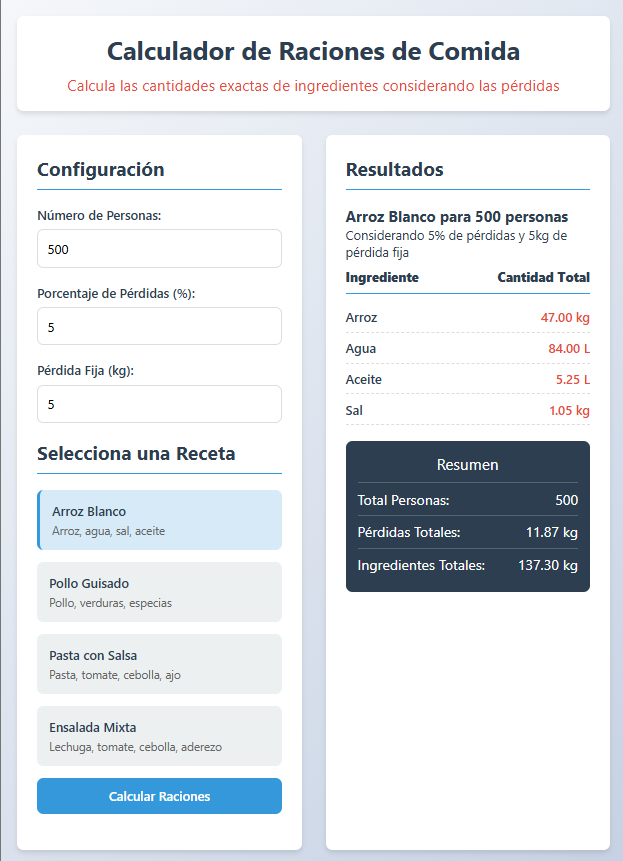 Calculador de Raciones de Comida
Calcula las cantidades exactas de ingredientes considerando las pérdidas
Configuración
Número de Personas:
500
Porcentaje de Pérdidas (%):
5
Pérdida Fija (kg):
5
Selecciona una Receta
Arroz Blanco
Arroz, agua, sal, aceite
Pollo Guisado
Pollo, verduras, especias
Pasta con Salsa
Pasta, tomate, cebolla, ajo
Ensalada Mixta
Lechuga, tomate, cebolla, aderezo
Calcular Raciones
Resultados
Arroz Blanco para 500 personas
Considerando 5% de pérdidas y 5kg de
pérdida fija
Ingrediente Cantidad Total
Arroz 47.00 kg
Agua 84.00 L
Aceite 5.25 L
Sal 1.05 kg
Resumen
Total Personas: 500
Pérdidas Totales: 11.87 kg
Ingredientes Totales: 137.30 kg